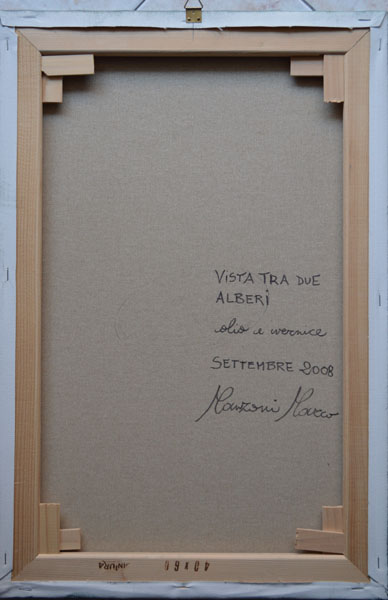 VISTA TRA DUE
ALBERI
olio e vernice
SETTEMBRE 2008
Manzoni Marco
40x60